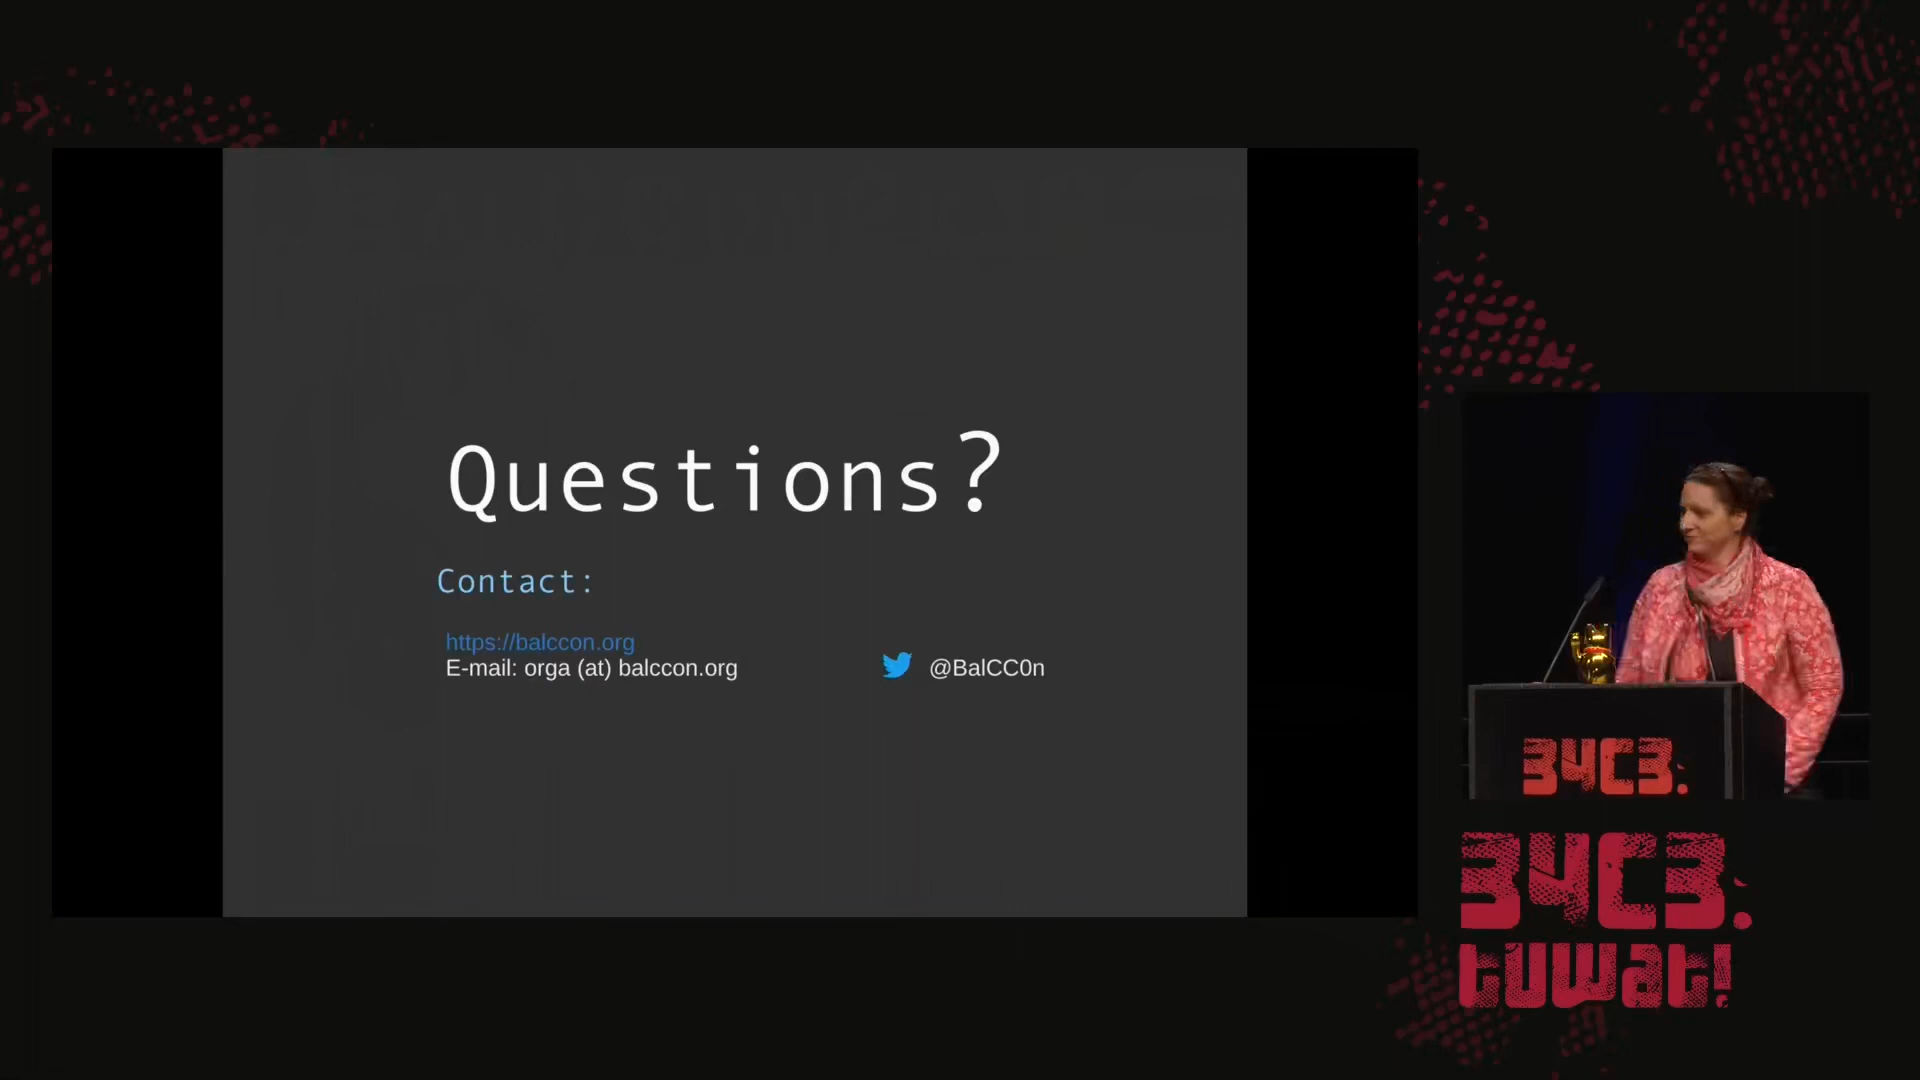 Questions?
Contact:
https://balccon.org
E-mail: orga (at) balccon.org
@BalCC0n
34C3.
34C3.
tuwat!